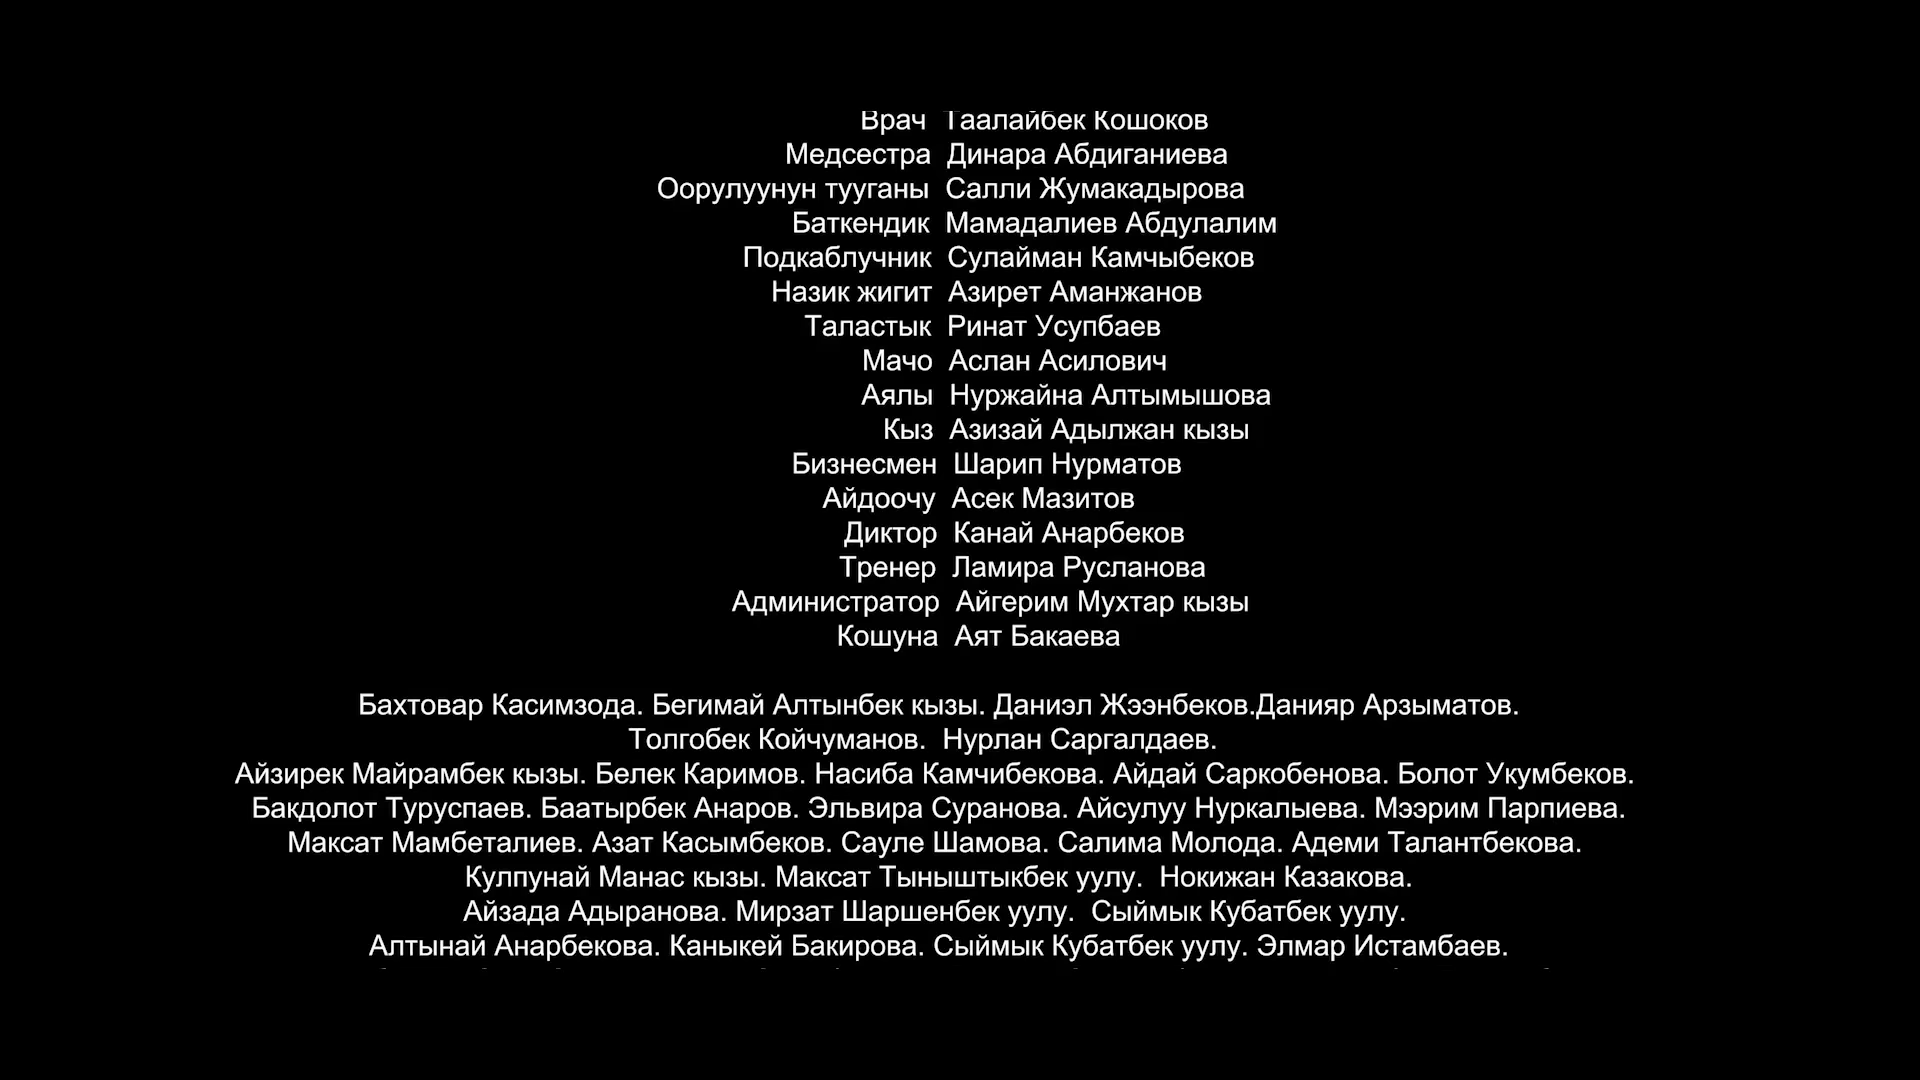 Врач Таалайбек Кошоков
Медсестра Динара Абдиганиева
Оорулуунун тууганы Салли Жумакадырова
Баткендик Мамадалиев Абдулалим
Подкаблучник Сулайман Камчыбеков
Назик жигит Азирет Аманжанов
Таластык Ринат Усупбаев
Мачо Аслан Асилович
Аялы Нуржайна Алтымышова
Кыз Азизай Адылжан кызы
Бизнесмен Шарип Нурматов
Айдоочу Асек Мазитов
Диктор Канай Анарбеков
Тренер Ламира Русланова
Администратор Айгерим Мухтар кызы
Кошуна Аят Бакаева
Бахтовар Касимзода. Бегимай Алтынбек кызы. Даниэл Жээнбеков.Данияр Арзыматов.
Толгобек Койчуманов. Нурлан Саргалдаев.
Айзирек Майрамбек кызы. Белек Каримов. Насиба Камчибекова. Айдай Саркобенова. Болот Укумбеков.
Бакдолот Туруспаев. Баатырбек Анаров. Эльвира Суранова. Айсулуу Нуркалыева. Мээрим Парпиева.
Максат Мамбеталиев. Азат Касымбеков. Сауле Шамова. Салима Молода. Адеми Талантбекова.
Кулпунай Манас кызы. Максат Тыныштыкбек уулу. Нокижан Казакова.
Айзада Адыранова. Мирзат Шаршенбек уулу. Сыймык Кубатбек уулу.
Алтынай Анарбекова. Каныкей Бакирова. Сыймык Кубатбек уулу. Элмар Истамбаев.